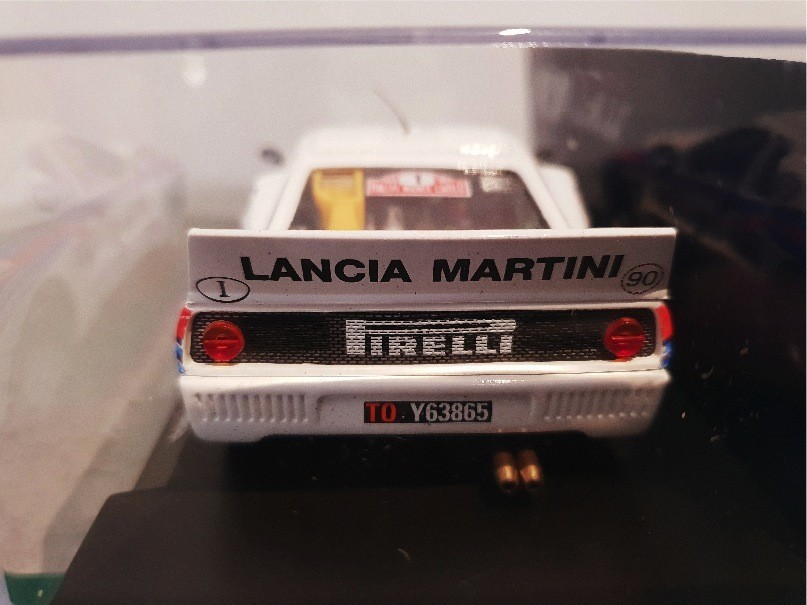 1
LANCIA MARTINI
I
90
PIRELLI
TO Y63865